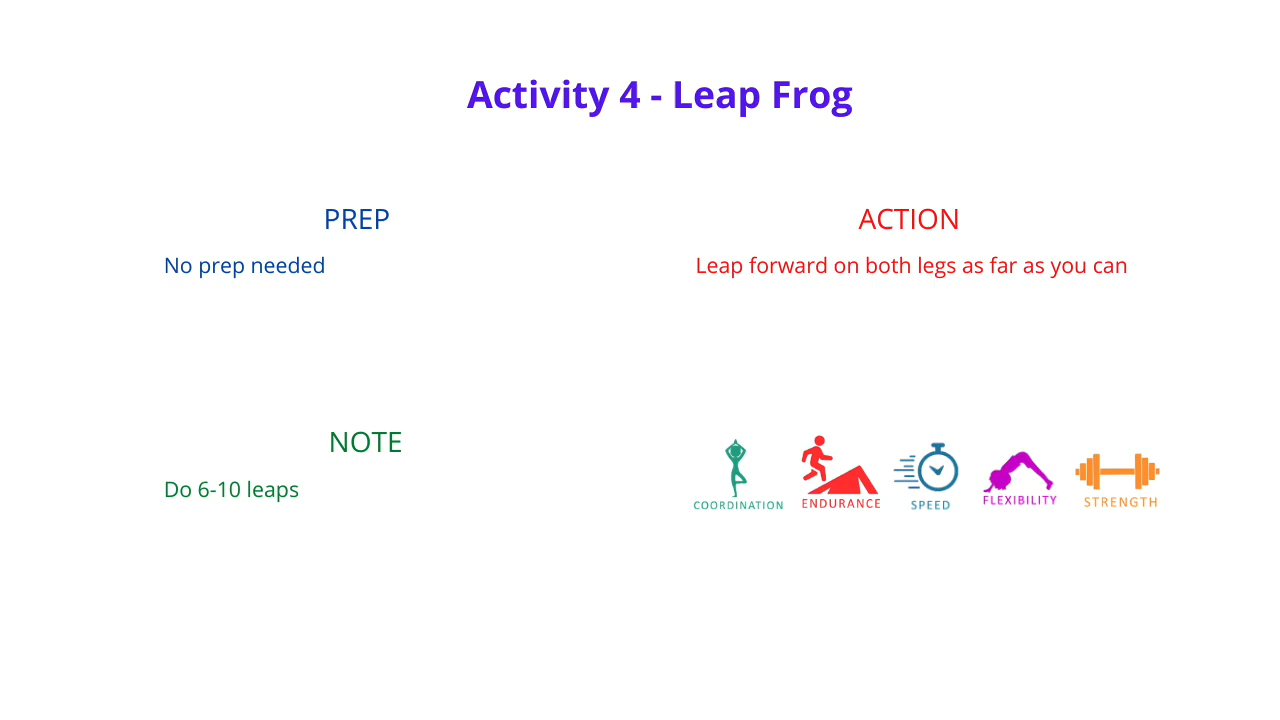 Activity 4 - Leap Frog
PREP
No prep needed
ACTION
Leap forward on both legs as far as you can
NOTE
Do 6-10 leaps
COORDINATION
ENDURANCE
SPEED
FLEXIBILITY
STRENGTH